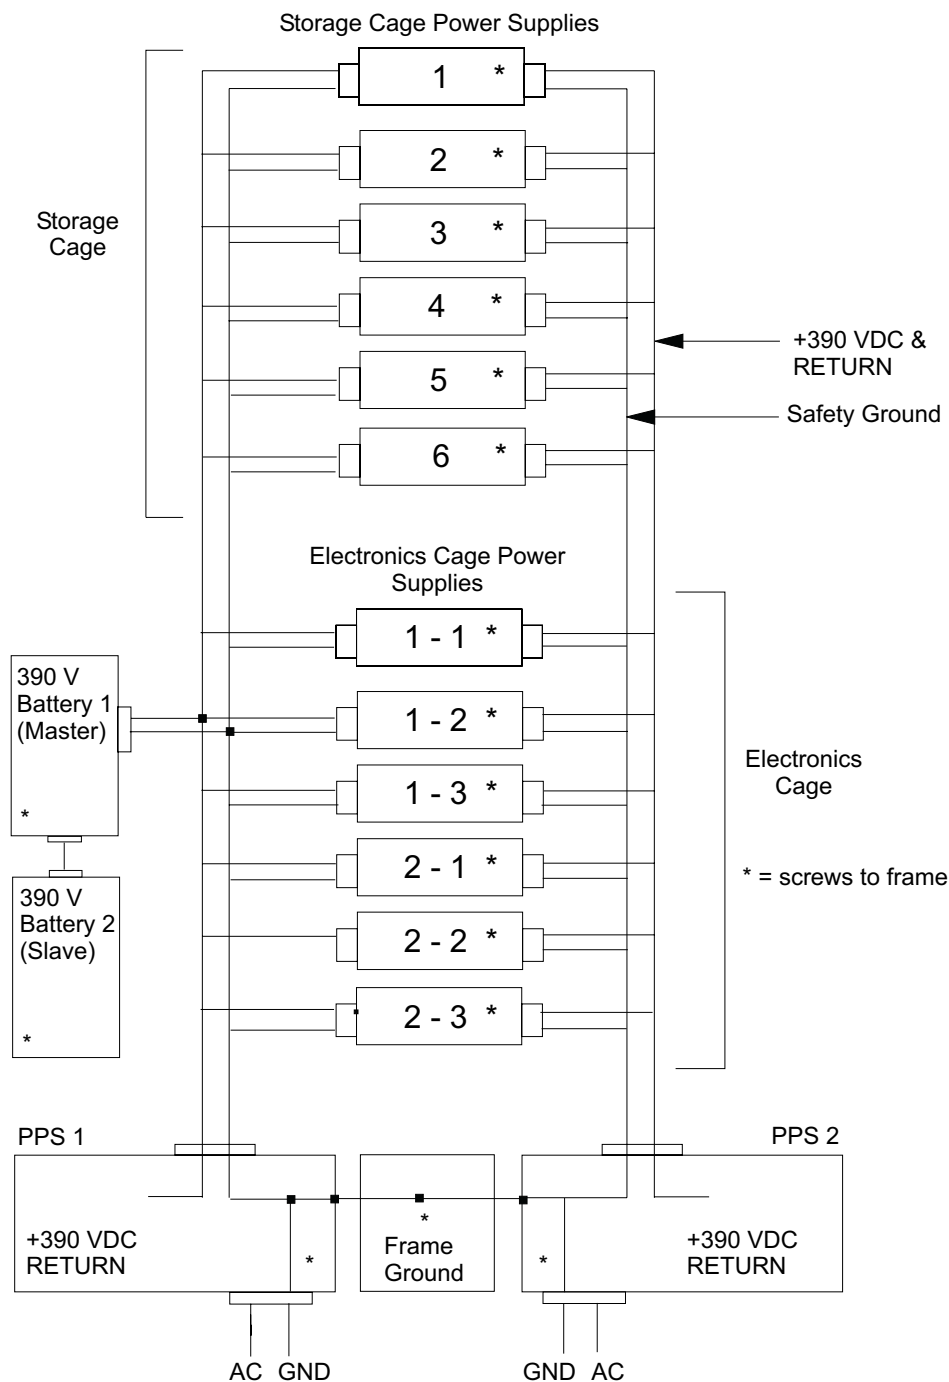 Storage Cage Power Supplies
1 *
2 *
3 *
4 *
5 *
6 *
Storage
Cage
+390 VDC &
RETURN
Safety Ground
Electronics Cage Power
Supplies
1 - 1 *
1 - 2 *
1 - 3 *
2 - 1 *
2 - 2 *
2 - 3 *
390 V
Battery 1
(Master)
*
390 V
Battery 2
(Slave)
*
Electronics
Cage
* = screws to frame
PPS 1
+390 VDC
RETURN
*
*
Frame
Ground
PPS 2
*
+390 VDC
RETURN
AC GND
GND AC